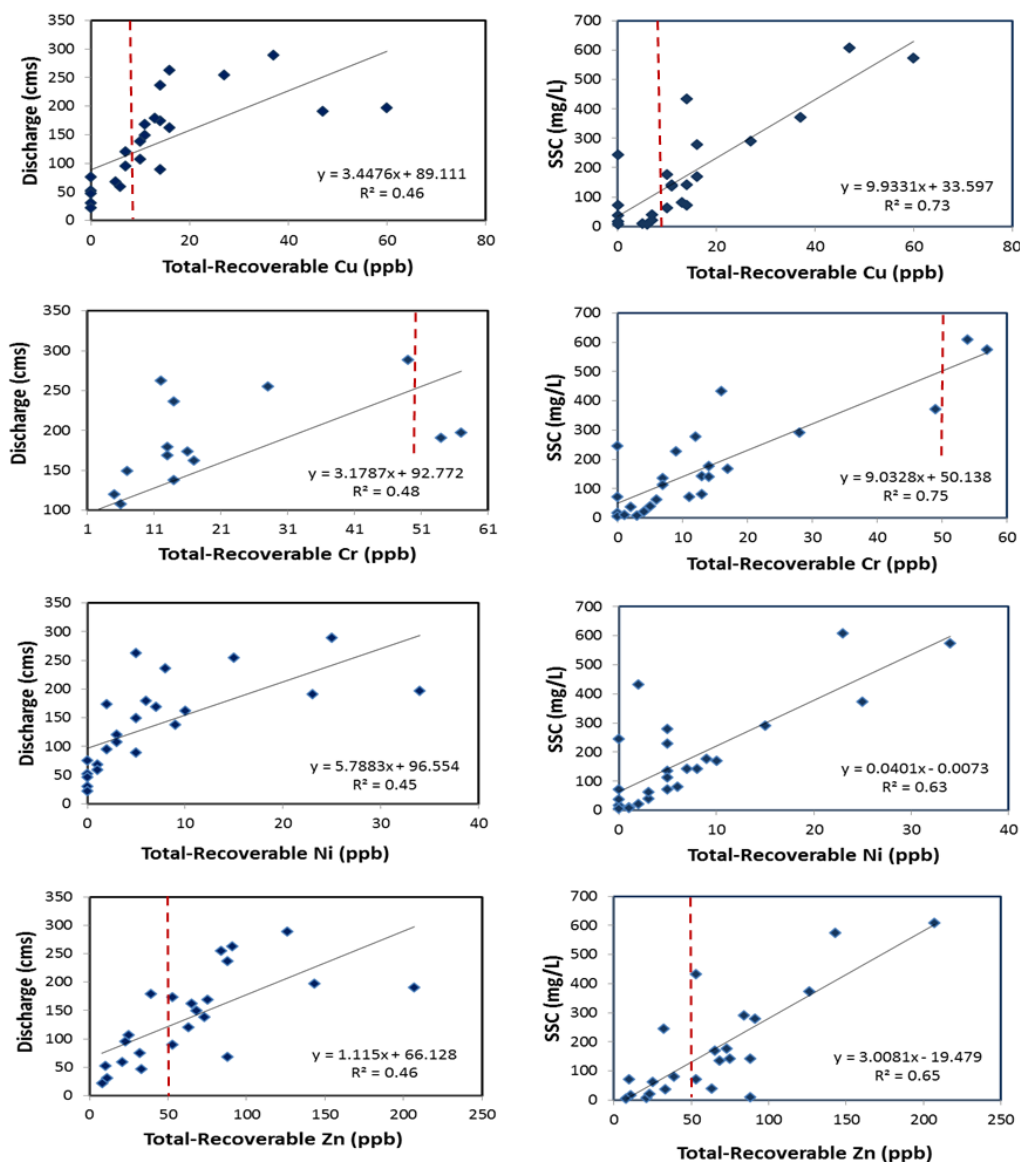 350
300
250
200
150
100
50
0
Discharge (cms)
y = 3.4476x + 89.111
R² = 0.46
0 20 40 60 80
Total-Recoverable Cu (ppb)
700
600
500
400
300
200
100
0
SSC (mg/L)
y = 9.9331x + 33.597
R² = 0.73
0 20 40 60 80
Total-Recoverable Cu (ppb)
350
300
250
200
150
100
Discharge (cms)
y = 3.1787x + 92.772
R² = 0.48
1 11 21 31 41 51 61
Total-Recoverable Cr (ppb)
700
600
500
400
300
200
100
0
SSC (mg/L)
y = 9.0328x + 50.138
R² = 0.75
0 10 20 30 40 50 60
Total-Recoverable Cr (ppb)
350
300
250
200
150
100
50
0
Discharge (cms)
y = 5.7883x + 96.554
R² = 0.45
0 10 20 30 40
Total-Recoverable Ni (ppb)
700
600
500
400
300
200
100
0
SSC (mg/L)
y = 0.0401x - 0.0073
R² = 0.63
0 10 20 30 40
Total-Recoverable Ni (ppb)
350
300
250
200
150
100
50
0
Discharge (cms)
y = 1.115x + 66.128
R² = 0.46
0 50 100 150 200 250
Total-Recoverable Zn (ppb)
700
600
500
400
300
200
100
0
SSC (mg/L)
y = 3.0081x - 19.479
R² = 0.65
0 50 100 150 200 250
Total-Recoverable Zn (ppb)